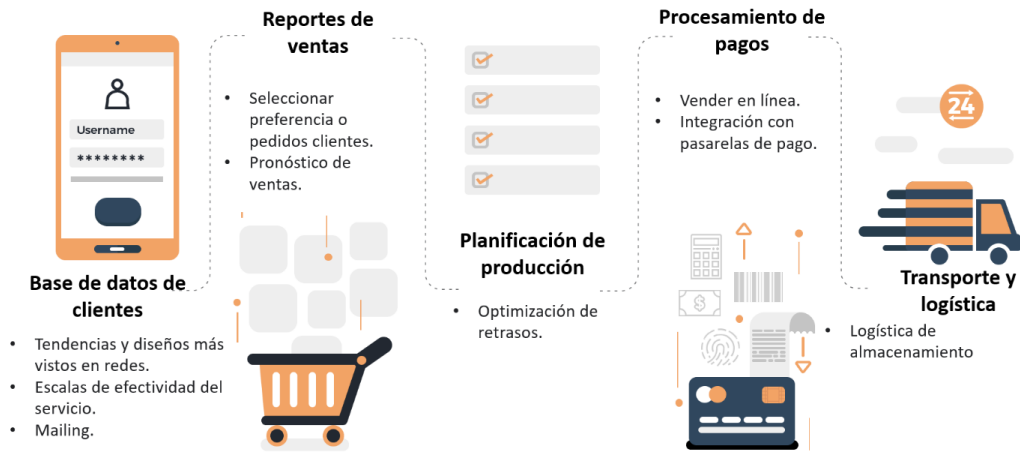 Username
********
Base de datos de
clientes
• Tendencias y diseños más
vistos en redes.
• Escalas de efectividad del
servicio.
• Mailing.
Reportes de
ventas
• Seleccionar
preferencia o
pedidos clientes.
• Pronóstico de
ventas.
Planificación de
producción
• Optimización de
retrasos.
Procesamiento de
pagos
• Vender en línea.
• Integración con
pasarelas de pago.
$
24
Transporte y
logística
• Logística de
almacenamiento